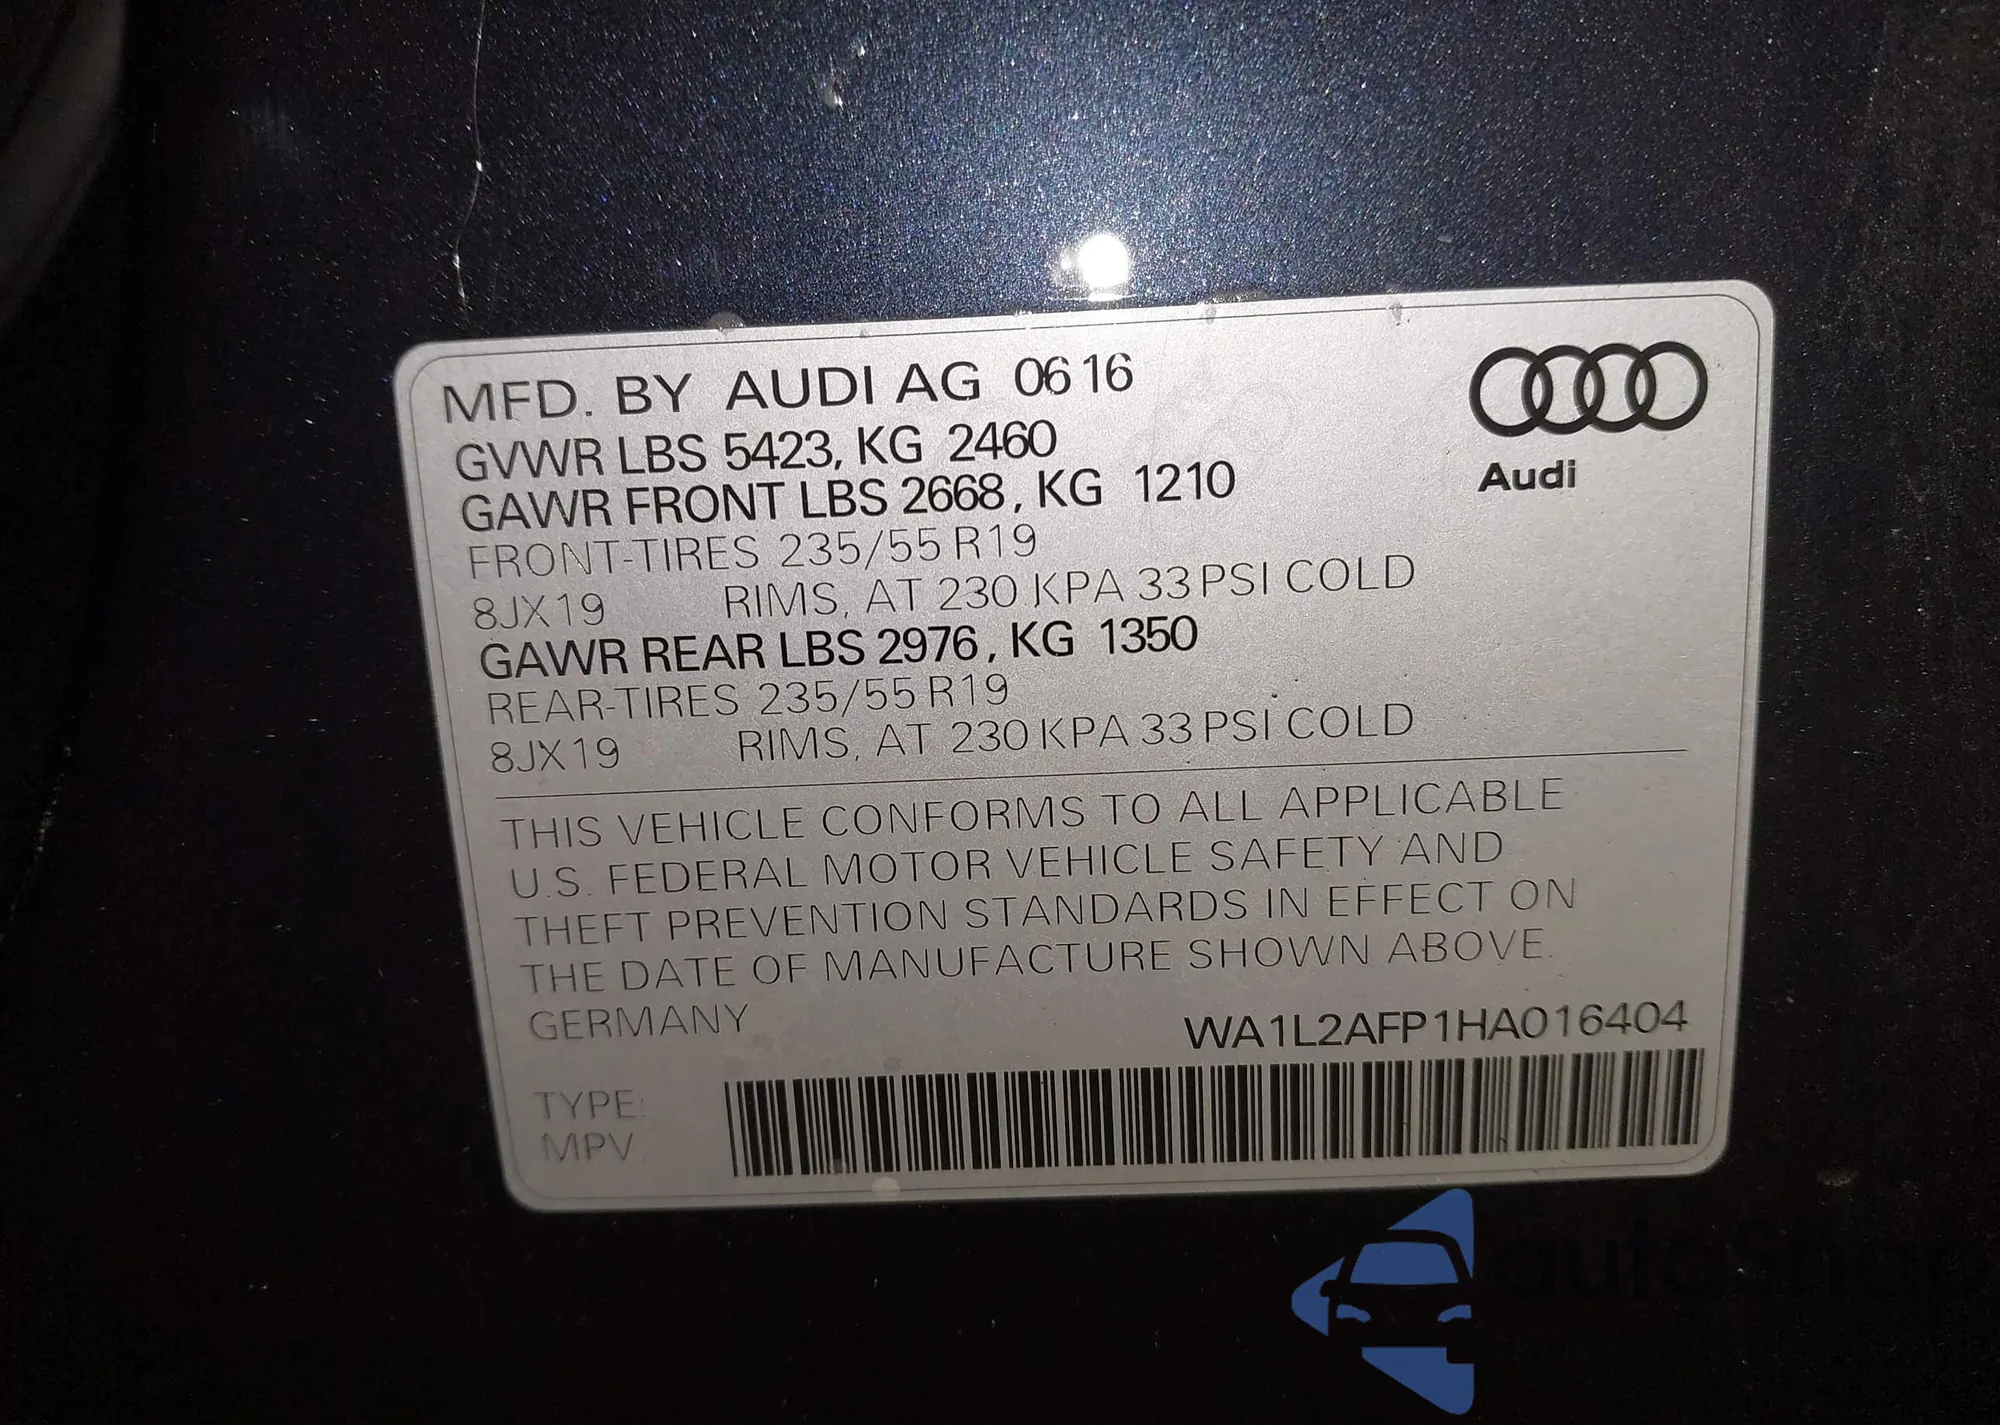 MFD. BY AUDI AG 06 16
GVWR LBS 5423, KG 2460
GAWR FRONT LBS 2668, KG 1210
FRONT-TIRES 235/55 R19
8JX19 RIMS, AT 230 KPA 33 PSI COLD
GAWR REAR LBS 2976, KG 1350
REAR-TIRES 235/55 R19
8JX19 RIMS, AT 230 KPA 33 PSI COLD
Audi
THIS VEHICLE CONFORMS TO ALL APPLICABLE
U.S. FEDERAL MOTOR VEHICLE SAFETY AND
THEFT PREVENTION STANDARDS IN EFFECT ON
THE DATE OF MANUFACTURE SHOWN ABOVE.
GERMANY WA1L2AFP1HA016404
TYPE:
MPV
autoSnap